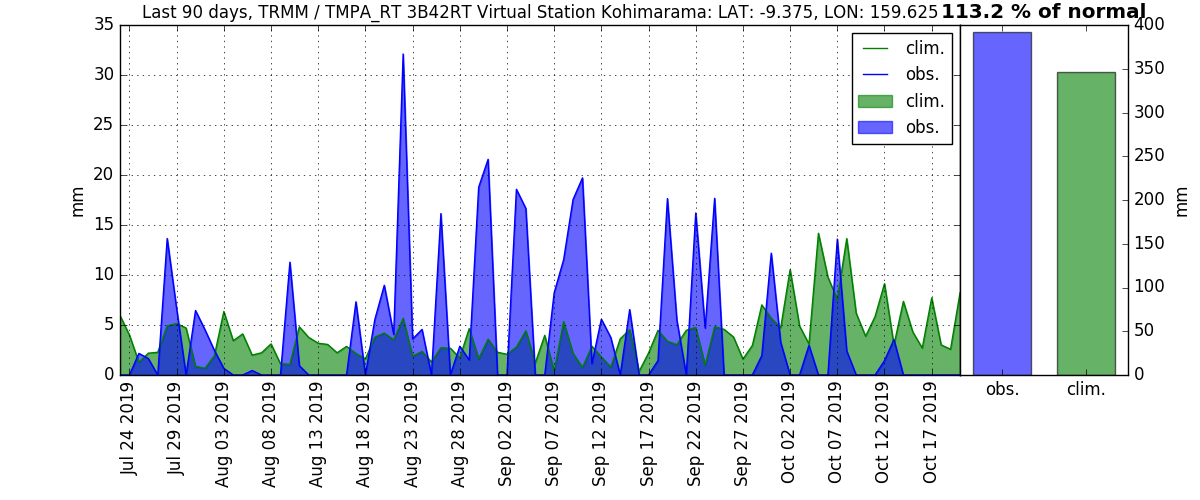 Last 90 days, TRMM / TMPA_RT 3B42RT Virtual Station Kohimarama: LAT: -9.375, LON: 159.625
113.2 % of normal
35
30
25
20
15
10
5
0
mm
clim.
obs.
clim.
obs.
400
350
300
250
200
150
100
50
0
mm
obs.
clim.
Jul 24 2019
Jul 29 2019
Aug 03 2019
Aug 08 2019
Aug 13 2019
Aug 18 2019
Aug 23 2019
Aug 28 2019
Sep 02 2019
Sep 07 2019
Sep 12 2019
Sep 17 2019
Sep 22 2019
Sep 27 2019
Oct 02 2019
Oct 07 2019
Oct 12 2019
Oct 17 2019